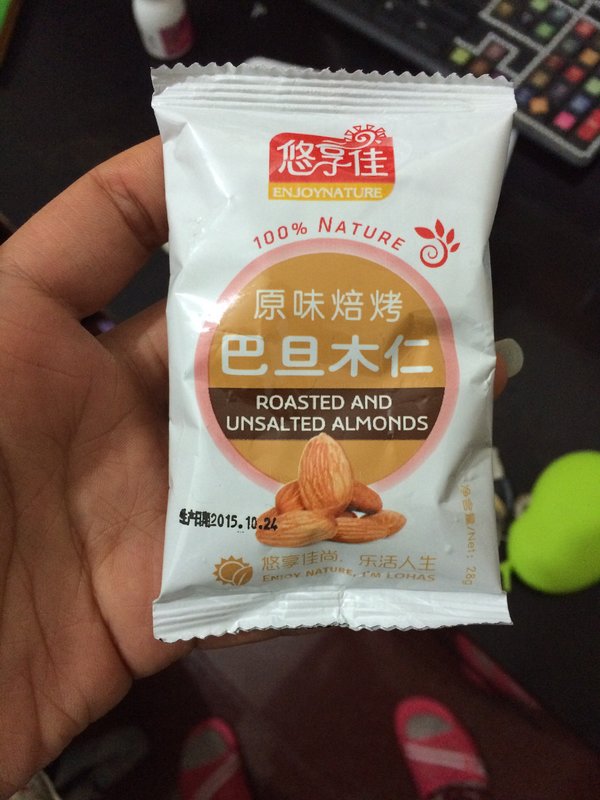 悠享佳
ENJOYNATURE
100% NATURE
原味焙烤
巴旦木仁
ROASTED AND
UNSALTED ALMONDS
生产日期2015.10.24
净含量/Net: 28g
悠享佳尚，乐活人生
ENJOY NATURE, I'M LOHAS